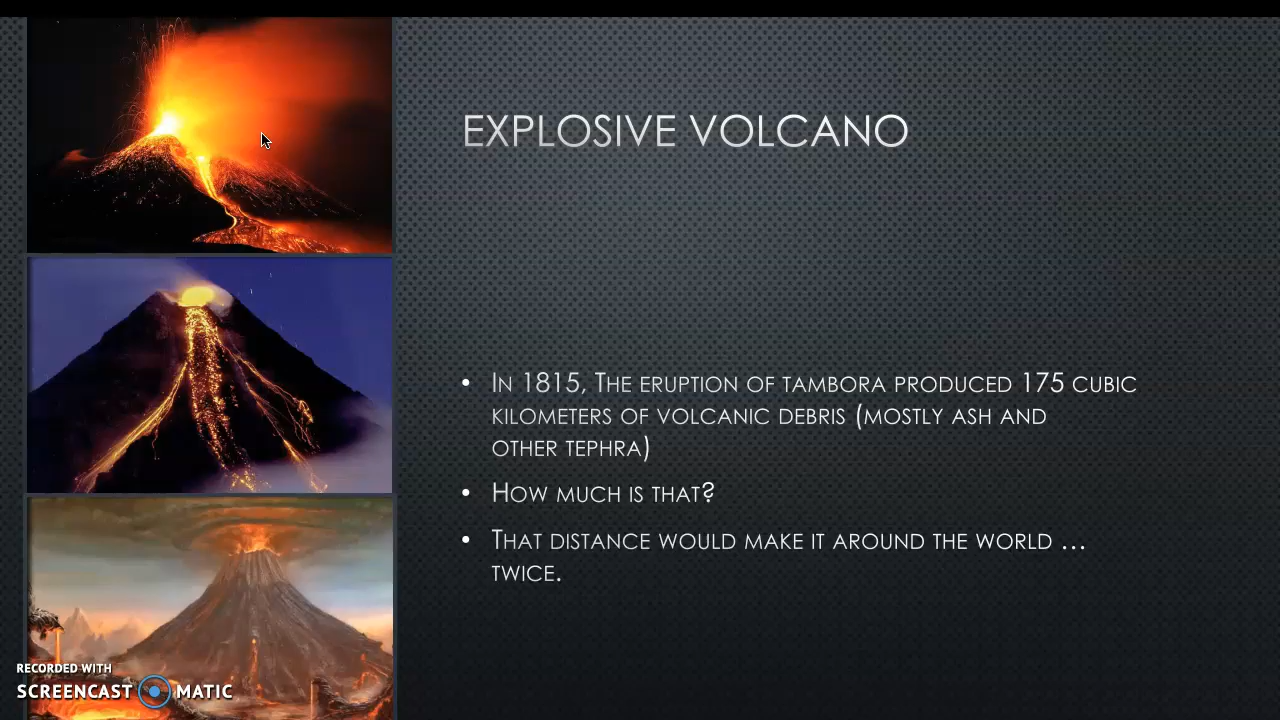 EXPLOSIVE VOLCANO
• IN 1815, THE ERUPTION OF TAMBORA PRODUCED 175 CUBIC
KILOMETERS OF VOLCANIC DEBRIS (MOSTLY ASH AND
OTHER TEPHRA)
• HOW MUCH IS THAT?
• THAT DISTANCE WOULD MAKE IT AROUND THE WORLD ...
TWICE.
RECORDED WITH
SCREENCAST MATIC